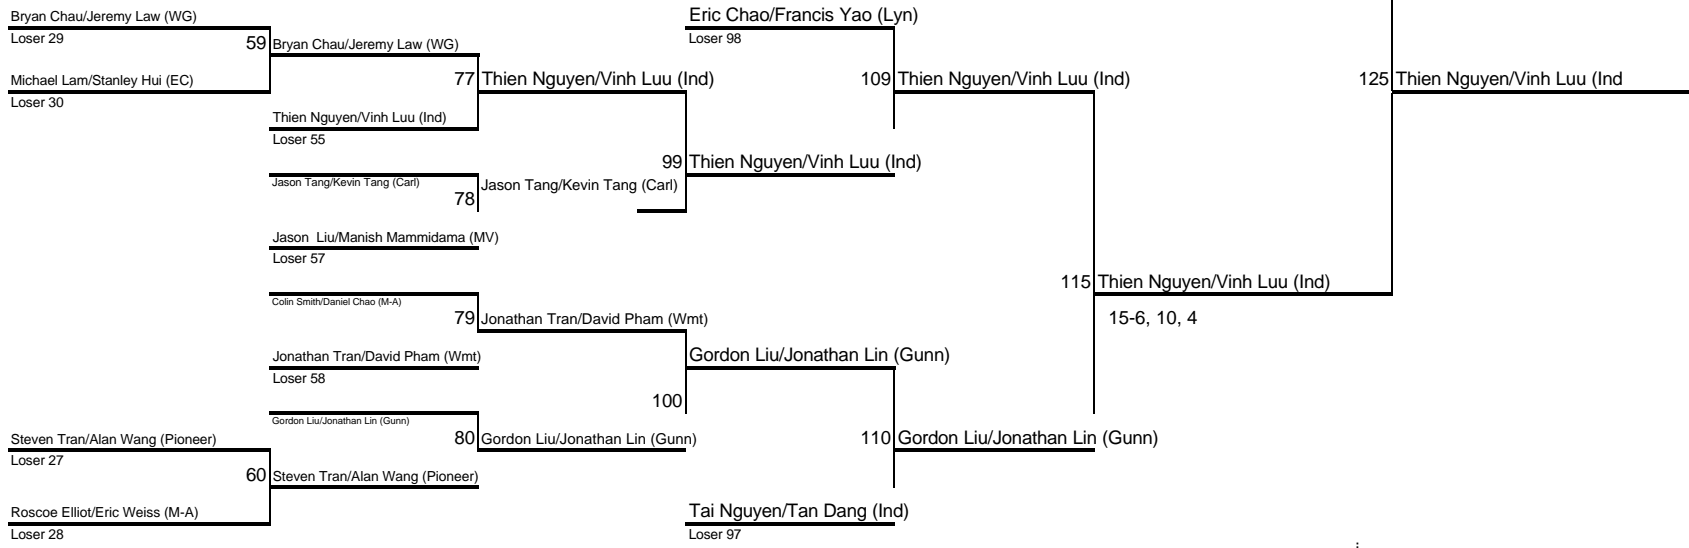 Bryan Chau/Jeremy Law (WG)
Loser 29
59
Bryan Chau/Jeremy Law (WG)
Michael Lam/Stanley Hui (EC)
Loser 30
77
Thien Nguyen/Vinh Luu (Ind)
Thien Nguyen/Vinh Luu (Ind)
Loser 55
Eric Chao/Francis Yao (Lyn)
Loser 98
109
Thien Nguyen/Vinh Luu (Ind)
125
Thien Nguyen/Vinh Luu (Ind
99
Thien Nguyen/Vinh Luu (Ind)
Jason Tang/Kevin Tang (Carl)
78
Jason Tang/Kevin Tang (Carl)
Jason  Liu/Manish Mammidama (MV)
Loser 57
115
Thien Nguyen/Vinh Luu (Ind)
15-6, 10, 4
Colin Smith/Daniel Chao (M-A)
79
Jonathan Tran/David Pham (Wmt)
Jonathan Tran/David Pham (Wmt)
Loser 58
Gordon Liu/Jonathan Lin (Gunn)
100
Gordon Liu/Jonathan Lin (Gunn)
80
Gordon Liu/Jonathan Lin (Gunn)
110
Gordon Liu/Jonathan Lin (Gunn)
Steven Tran/Alan Wang (Pioneer)
Loser 27
60
Steven Tran/Alan Wang (Pioneer)
Roscoe Elliot/Eric Weiss (M-A)
Loser 28
Tai Nguyen/Tan Dang (Ind)
Loser 97